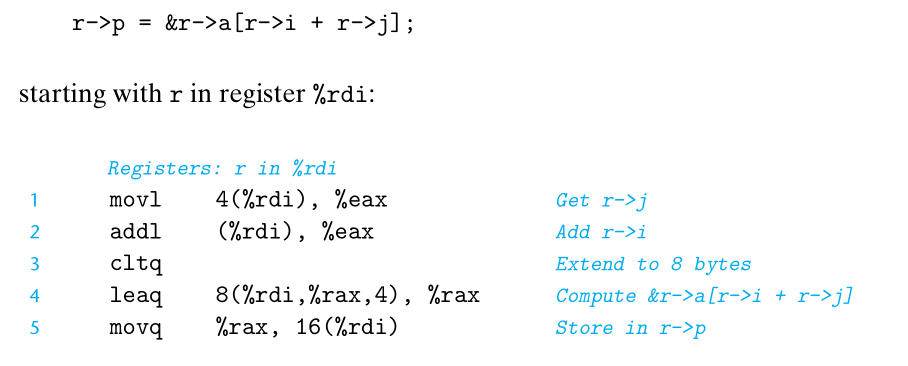 r->p = &r->a[r->i + r->j];
starting with r in register %rdi:
Registers: r in %rdi
1 movl 4(%rdi), %eax Get r->j
2 addl (%rdi), %eax Add r->i
3 cltq Extend to 8 bytes
4 leaq 8(%rdi,%rax,4), %rax Compute &r->a[r->i + r->j]
5 movq %rax, 16(%rdi) Store in r->p